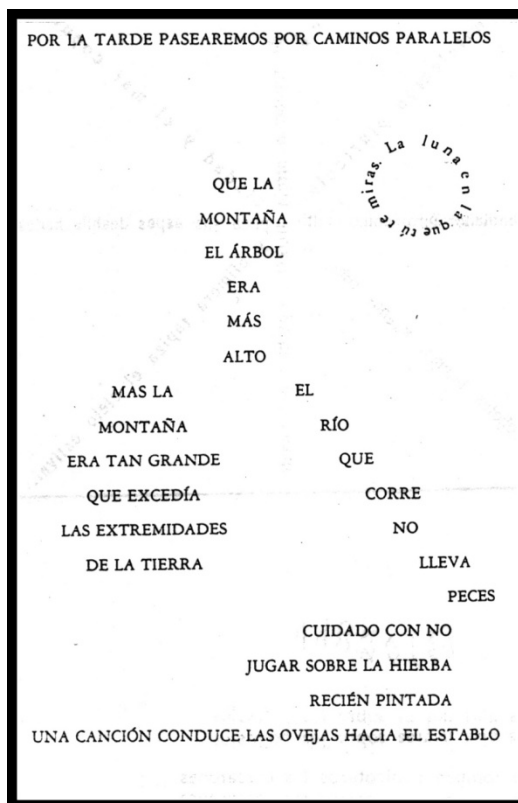 POR LA TARDE PASEAREMOS POR CAMINOS PARALELOS
La luna en la que tú te miras.
QUE LA
MONTAÑA
EL ÁRBOL
ERA
MÁS
ALTO
MAS LA
MONTAÑA
ERA TAN GRANDE
QUE EXCEDÍA
LAS EXTREMIDADES
DE LA TIERRA
EL
RÍO
QUE
CORRE
NO
LLEVA
PECES
CUIDADO CON NO
JUGAR SOBRE LA HIERBA
RECIÉN PINTADA
UNA CANCIÓN CONDUCE LAS OVEJAS HACIA EL ESTABLO